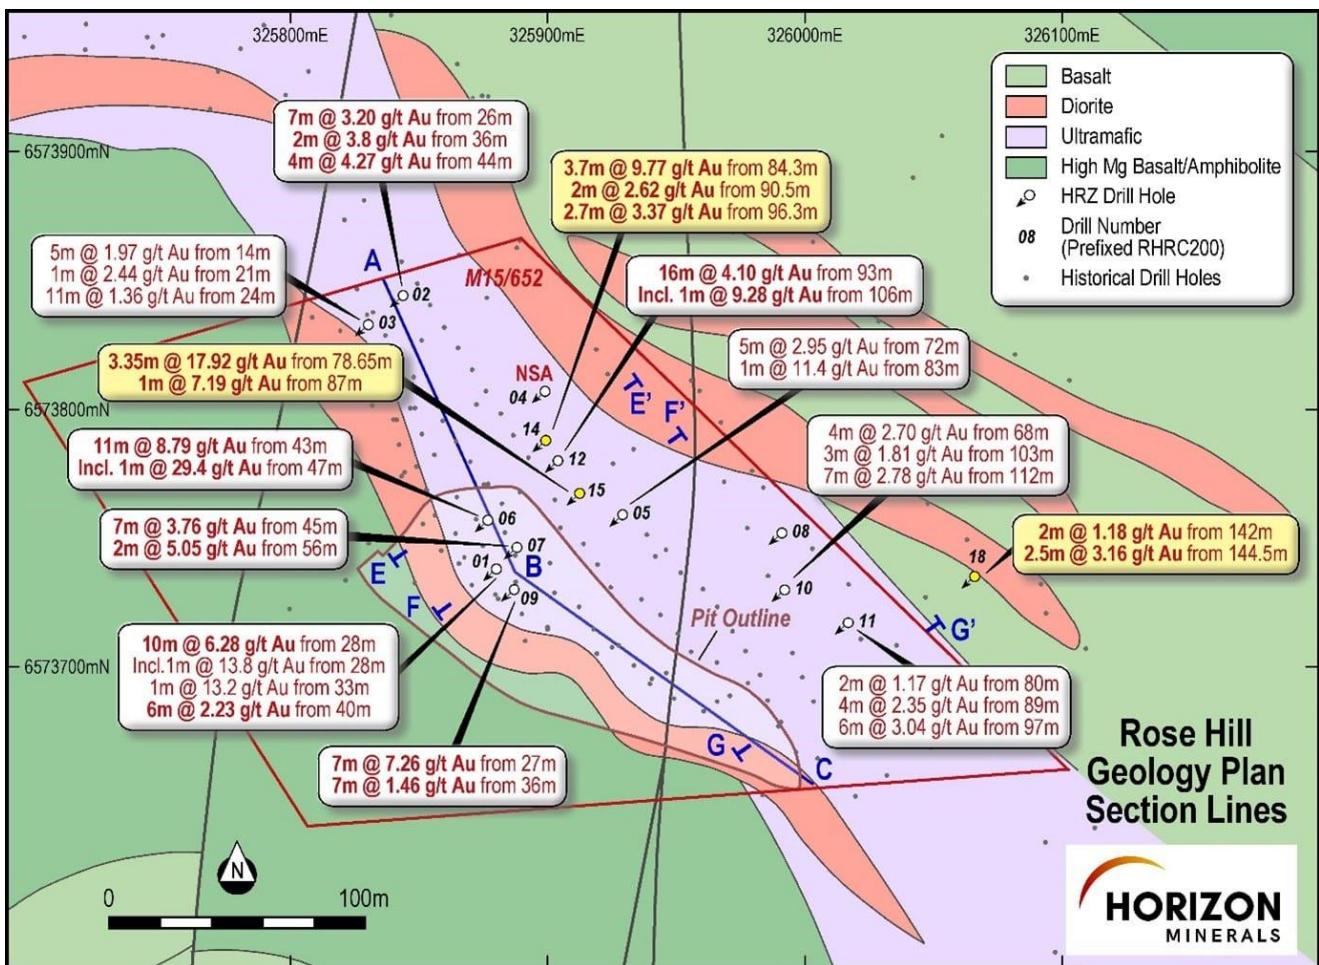 325800mE
325900mE
326000mE
326100mE
Basalt
Diorite
Ultramafic
High Mg Basalt/Amphibolite
HRZ Drill Hole
08
Drill Number
(Prefixed RHRC200)
Historical Drill Holes
7m @ 3.20 g/t Au from 26m
2m @ 3.8 g/t Au from 36m
4m @ 4.27 g/t Au from 44m
6573900mN
3.7m @ 9.77 g/t Au from 84.3m
2m @ 2.62 g/t Au from 90.5m
2.7m @ 3.37 g/t Au from 96.3m
5m @ 1.97 g/t Au from 14m
1m @ 2.44 g/t Au from 21m
11m @ 1.36 g/t Au from 24m
A
M15/652
16m @ 4.10 g/t Au from 93m
Incl. 1m @ 9.28 g/t Au from 106m
02
03
5m @ 2.95 g/t Au from 72m
1m @ 11.4 g/t Au from 83m
3.35m @ 17.92 g/t Au from 78.65m
1m @ 7.19 g/t Au from 87m
NSA
04
E'
F'
6573800mN
14
12
4m @ 2.70 g/t Au from 68m
3m @ 1.81 g/t Au from 103m
7m @ 2.78 g/t Au from 112m
11m @ 8.79 g/t Au from 43m
Incl. 1m @ 29.4 g/t Au from 47m
15
05
06
08
7m @ 3.76 g/t Au from 45m
2m @ 5.05 g/t Au from 56m
07
2m @ 1.18 g/t Au from 142m
2.5m @ 3.16 g/t Au from 144.5m
18
01
B
E
09
10
F
Pit Outline
11
G'
10m @ 6.28 g/t Au from 28m
Incl.1m @ 13.8 g/t Au from 28m
1m @ 13.2 g/t Au from 33m
6m @ 2.23 g/t Au from 40m
6573700mN
2m @ 1.17 g/t Au from 80m
4m @ 2.35 g/t Au from 89m
6m @ 3.04 g/t Au from 97m
G
C
7m @ 7.26 g/t Au from 27m
7m @ 1.46 g/t Au from 36m
Rose Hill
Geology Plan
Section Lines
N
0
100m
HORIZON
MINERALS